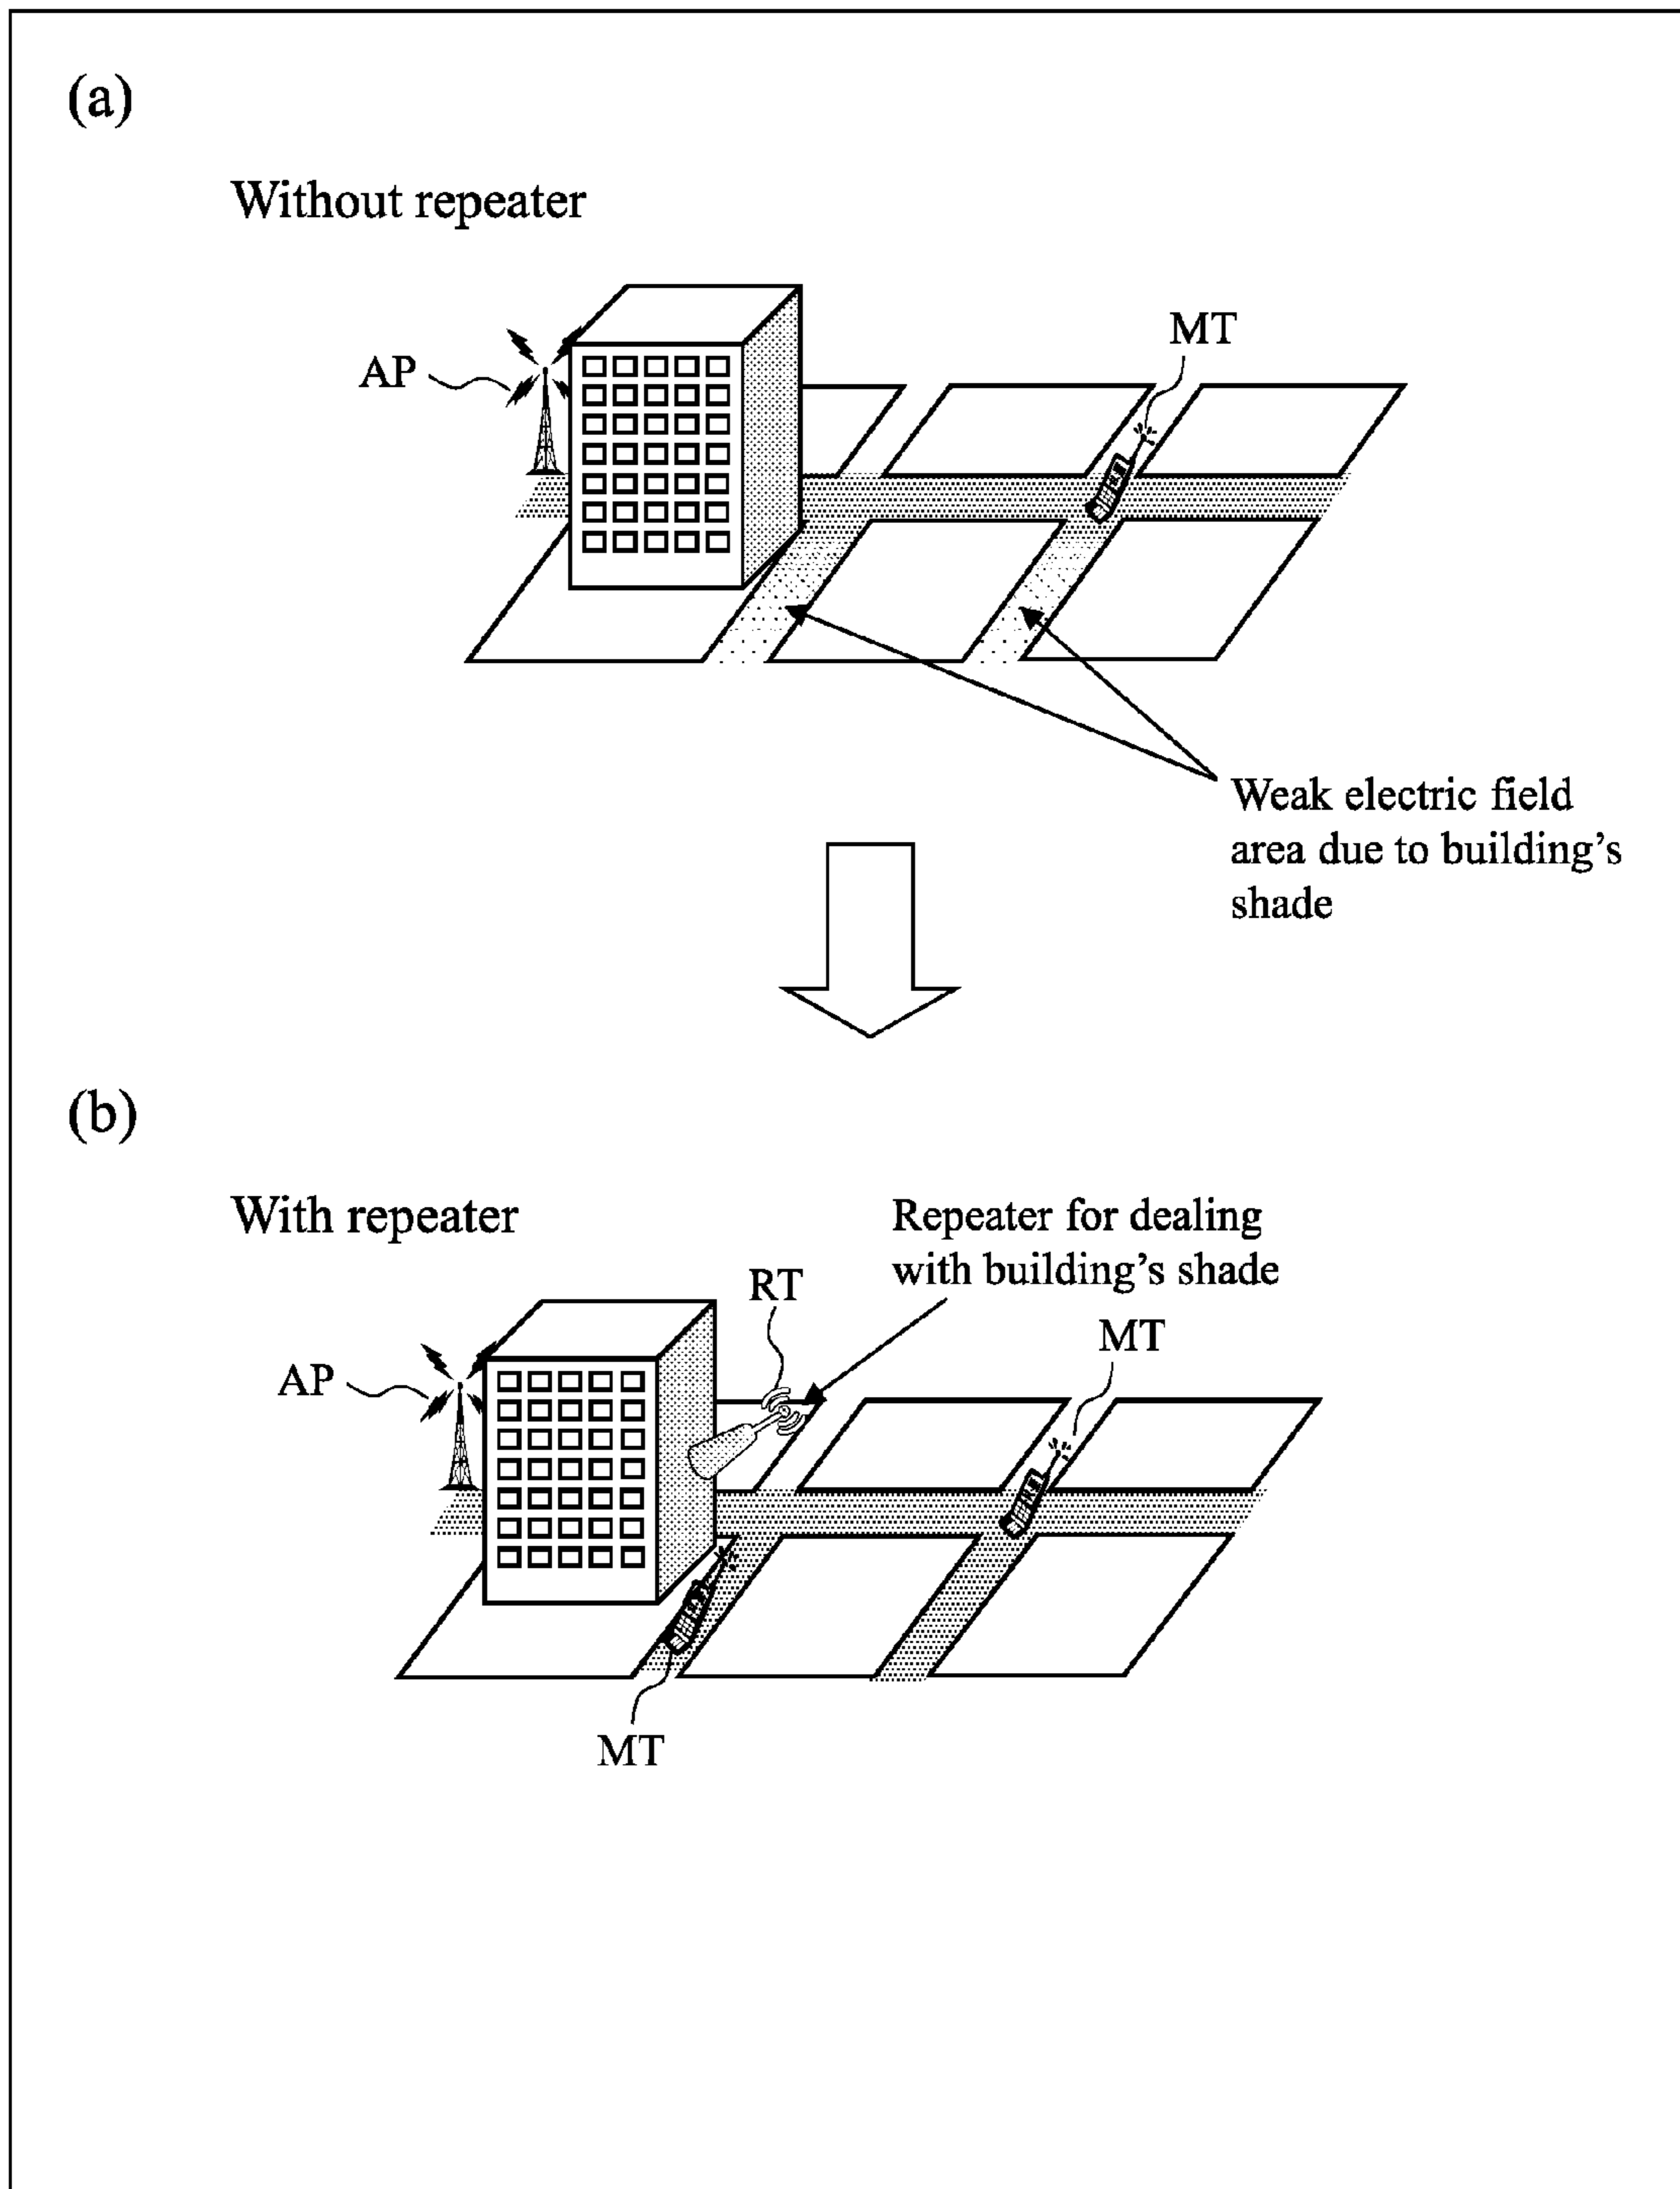 (a)
Without repeater
MT
AP
Weak electric field
area due to building’s
shade
(b)
With repeater
Repeater for dealing
with building’s shade
RT
MT
AP
MT